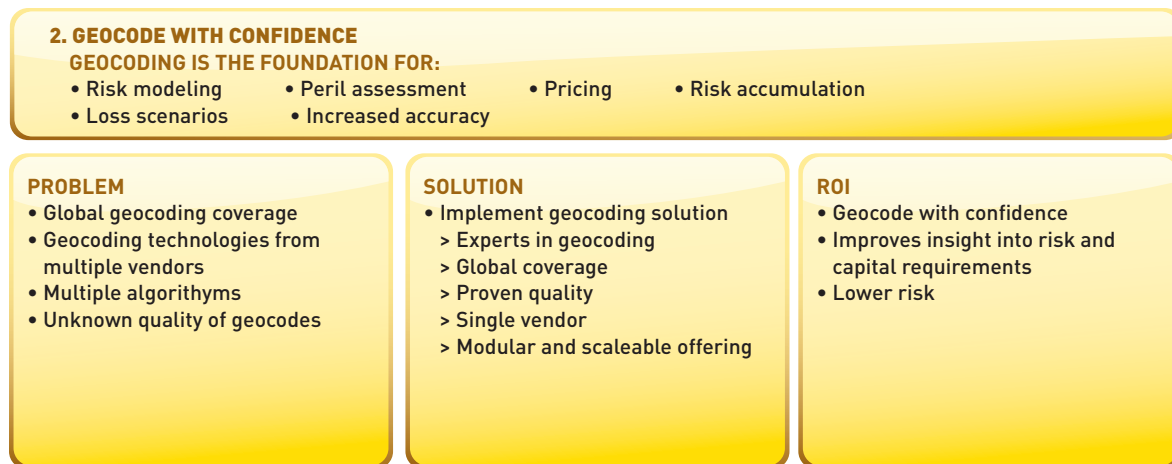 2. GEOCODE WITH CONFIDENCE
GEOCODING IS THE FOUNDATION FOR:
• Risk modeling • Peril assessment • Pricing • Risk accumulation
• Loss scenarios • Increased accuracy
PROBLEM
• Global geocoding coverage
• Geocoding technologies from
multiple vendors
• Multiple algorithyms
• Unknown quality of geocodes
SOLUTION
• Implement geocoding solution
> Experts in geocoding
> Global coverage
> Proven quality
> Single vendor
> Modular and scaleable offering
ROI
• Geocode with confidence
• Improves insight into risk and
capital requirements
• Lower risk